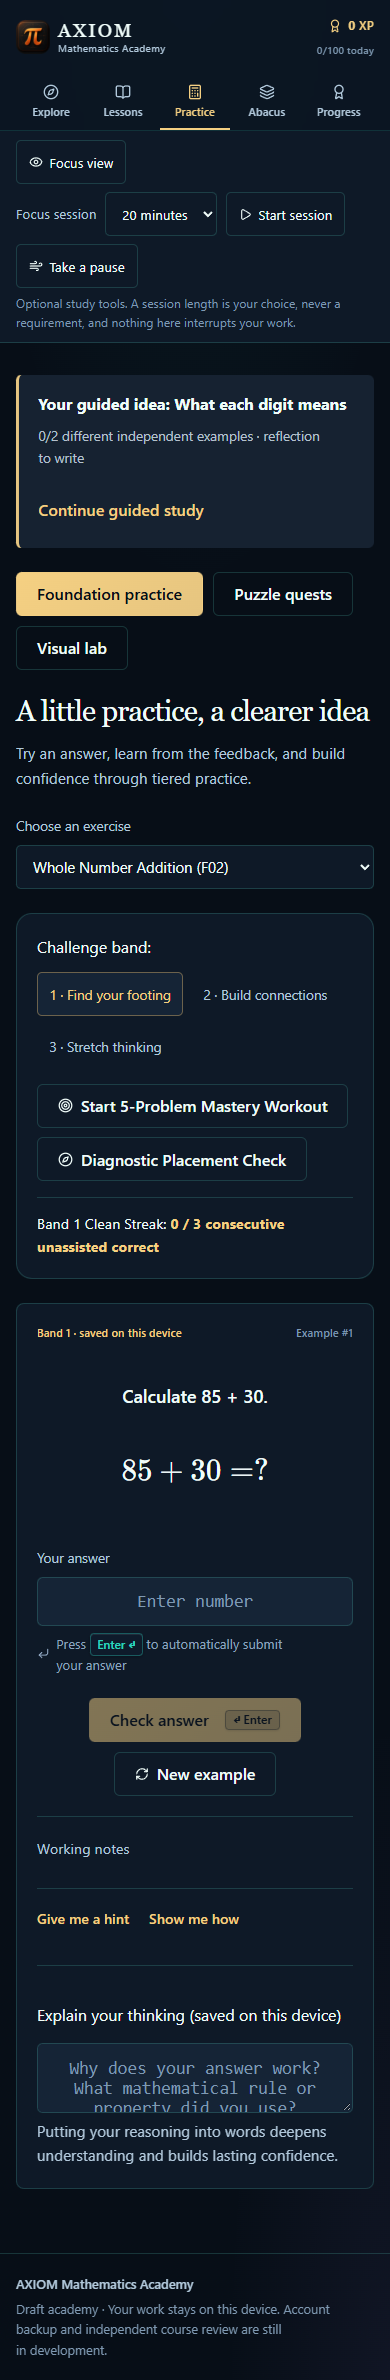 π AXIOM
Mathematics Academy
0 XP
0/100 today
Explore Lessons Practice Abacus Progress
Focus view
Focus session 20 minutes Start session
Take a pause
Optional study tools. A session length is your choice, never a
requirement, and nothing here interrupts your work.
Your guided idea: What each digit means
0/2 different independent examples · reflection
to write
Continue guided study
Foundation practice Puzzle quests
Visual lab
A little practice, a clearer idea
Try an answer, learn from the feedback, and build
confidence through tiered practice.
Choose an exercise
Whole Number Addition (F02)
Challenge band:
1 · Find your footing 2 · Build connections
3 · Stretch thinking
Start 5-Problem Mastery Workout
Diagnostic Placement Check
Band 1 Clean Streak: 0 / 3 consecutive
unassisted correct
Band 1 · saved on this device Example #1
Calculate 85 + 30.
85 + 30 =?
Your answer
Enter number
Press Enter ↵ to automatically submit
your answer
Check answer ↵ Enter
New example
Working notes
Give me a hint Show me how
Explain your thinking (saved on this device)
Why does your answer work?
What mathematical rule or
property did you use?
Putting your reasoning into words deepens
understanding and builds lasting confidence.
AXIOM Mathematics Academy
Draft academy · Your work stays on this device. Account
backup and independent course review are still
in development.